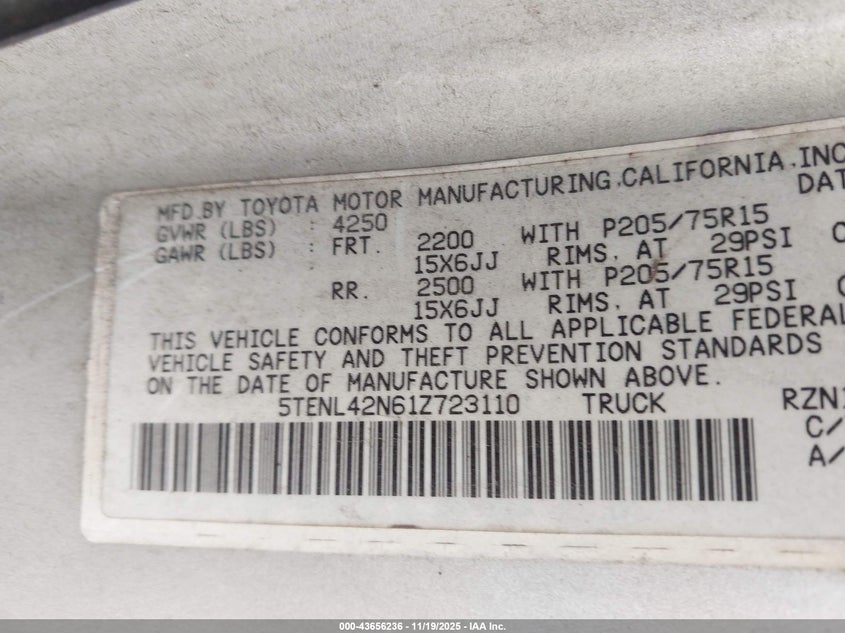 MFD.BY TOYOTA MOTOR MANUFACTURING.CALIFORNIA.INC
GVWR (LBS) : 4250 DAT
GAWR (LBS) : FRT. 2200 WITH P205/75R15
15X6JJ RIMS. AT 29PSI C
RR. 2500 WITH P205/75R15
15X6JJ RIMS. AT 29PSI C
THIS VEHICLE CONFORMS TO ALL APPLICABLE FEDERAL
VEHICLE SAFETY AND THEFT PREVENTION STANDARDS
ON THE DATE OF MANUFACTURE SHOWN ABOVE.
5TENL42N61Z723110 TRUCK RZN1
C/
A/
000-43656236 - 11/19/2025 - IAA Inc.